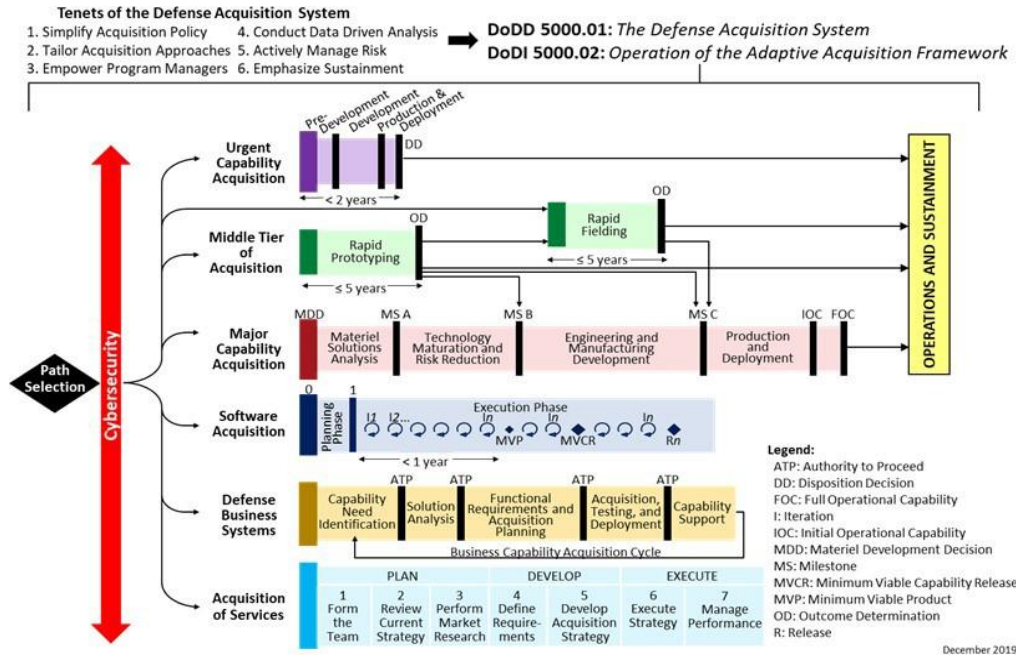 Tenets of the Defense Acquisition System
1. Simplify Acquisition Policy
2. Tailor Acquisition Approaches
3. Empower Program Managers
4. Conduct Data Driven Analysis
5. Actively Manage Risk
6. Emphasize Sustainment
DoDD 5000.01: The Defense Acquisition System
DoDI 5000.02: Operation of the Adaptive Acquisition Framework
Path
Selection
Cybersecurity
Urgent
Capability
Acquisition
Pre-
Development
Development
Production &
Deployment
DD
< 2 years
Middle Tier
of
Acquisition
Rapid
Prototyping
OD
≤ 5 years
Rapid
Fielding
OD
≤ 5 years
Major
Capability
Acquisition
MDD
Materiel
Solutions
Analysis
MS A
Technology
Maturation and
Risk Reduction
MS B
Engineering and
Manufacturing
Development
MS C
Production
and
Deployment
IOC
FOC
OPERATIONS AND SUSTAINMENT
Software
Acquisition
0
Planning
Phase
1
Execution Phase
I1
I2...
In
MVP
In
MVCR
Rn
< 1 year
Defense
Business
Systems
Capability
Need
Identification
ATP
Solution
Analysis
ATP
Functional
Requirements and
Acquisition
Planning
ATP
Acquisition,
Testing, and
Deployment
ATP
Capability
Support
Business Capability Acquisition Cycle
Acquisition
of Services
PLAN
DEVELOP
EXECUTE
1
Form
the
Team
2
Review
Current
Strategy
3
Perform
Market
Research
4
Define
Require-
ments
5
Develop
Acquisition
Strategy
6
Execute
Strategy
7
Manage
Performance
Legend:
ATP: Authority to Proceed
DD: Disposition Decision
FOC: Full Operational Capability
I: Iteration
IOC: Initial Operational Capability
MDD: Materiel Development Decision
MS: Milestone
MVCR: Minimum Viable Capability Release
MVP: Minimum Viable Product
OD: Outcome Determination
R: Release
December 2019